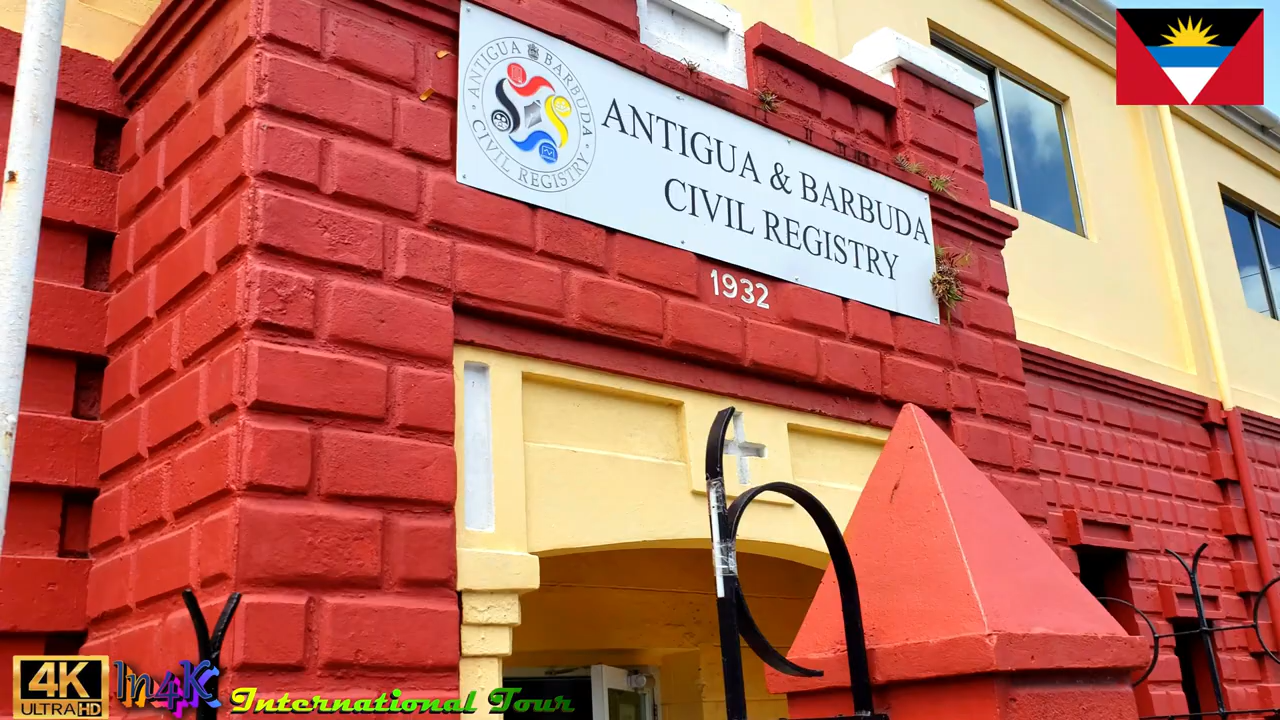 ANTIGUA & BARBUDA
CIVIL REGISTRY
ANTIGUA & BARBUDA
CIVIL REGISTRY
1932
4K
ULTRA HD
In4K
International Tour